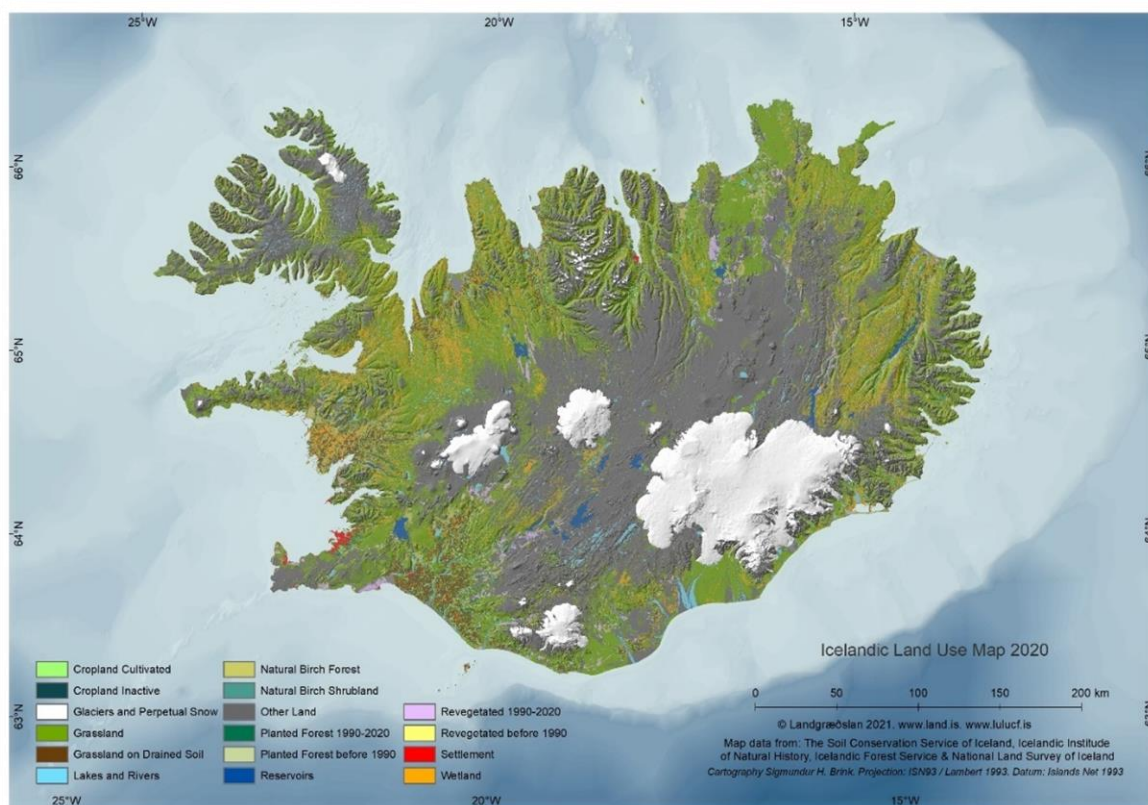 25°W 20°W 15°W
66°N 66°N
65°N
64°N 64°N
63°N
Icelandic Land Use Map 2020
0 50 100 150 200 km
© Landgræðslan 2021. www.land.is. www.lulucf.is
Map data from: The Soil Conservation Service of Iceland, Icelandic Institute
of Natural History, Icelandic Forest Service & National Land Survey of Iceland
Cartography Sigmundur H. Brink. Projection: ISN93 / Lambert 1993. Datum: Islands Net 1993
Cropland Cultivated
Cropland Inactive
Glaciers and Perpetual Snow
Grassland
Grassland on Drained Soil
Lakes and Rivers
Natural Birch Forest
Natural Birch Shrubland
Other Land
Planted Forest 1990-2020
Planted Forest before 1990
Reservoirs
Revegetated 1990-2020
Revegetated before 1990
Settlement
Wetland
25°W 20°W 15°W